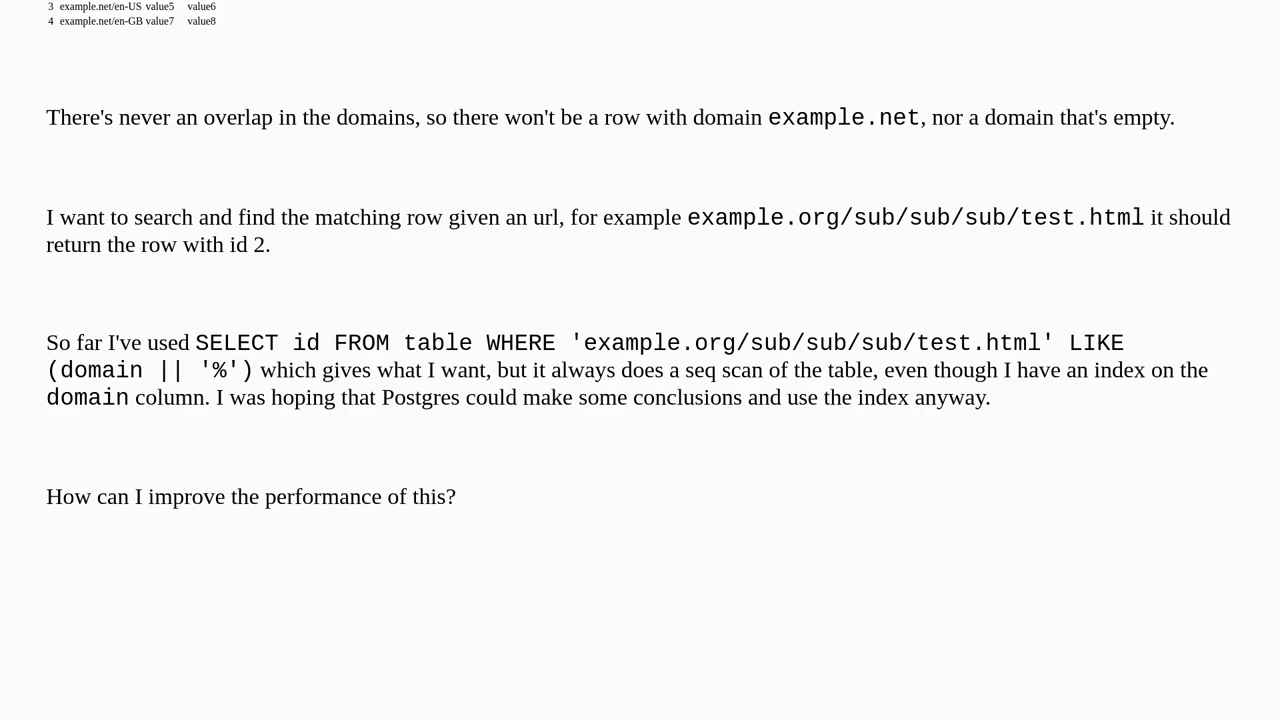 3 example.net/en-US value5 value6
4 example.net/en-GB value7 value8
There's never an overlap in the domains, so there won't be a row with domain example.net, nor a domain that's empty.
I want to search and find the matching row given an url, for example example.org/sub/sub/sub/test.html it should
return the row with id 2.
So far I've used SELECT id FROM table WHERE 'example.org/sub/sub/sub/test.html' LIKE
(domain || '%') which gives what I want, but it always does a seq scan of the table, even though I have an index on the
domain column. I was hoping that Postgres could make some conclusions and use the index anyway.
How can I improve the performance of this?